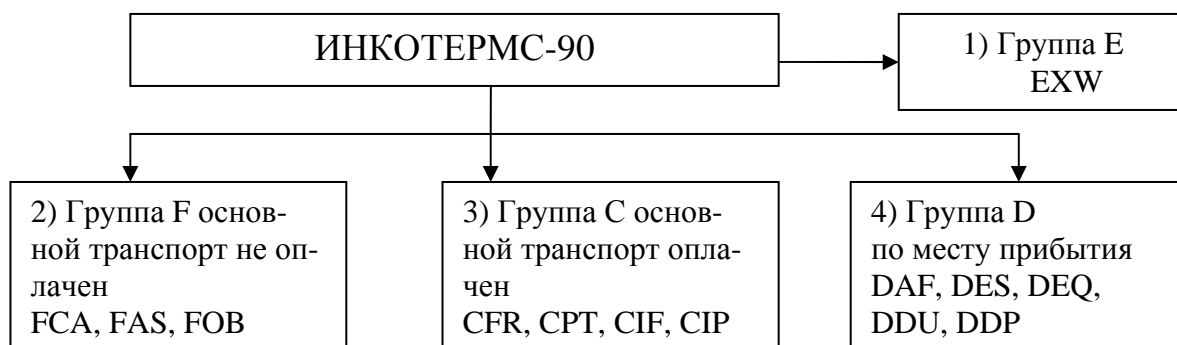 ИНКОТЕРМС-90
1) Группа E
EXW
2) Группа F основ-
ной транспорт не оп-
лачен
FCA, FAS, FOB
3) Группа C основ-
ной транспорт опла-
чен
CFR, CPT, CIF, CIP
4) Группа D
по месту прибытия
DAF, DES, DEQ,
DDU, DDP